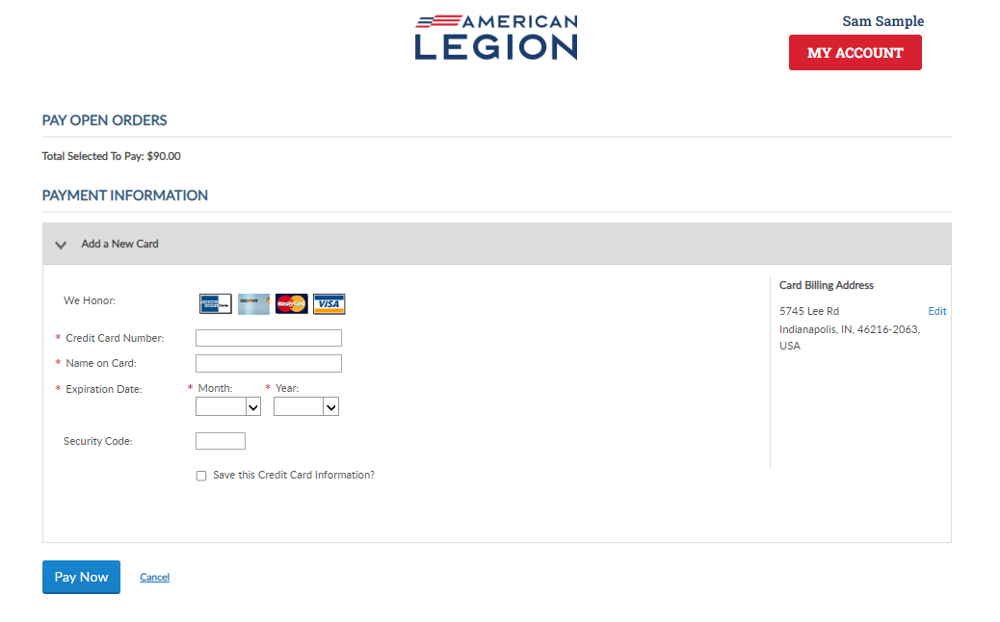 AMERICAN
LEGION
Sam Sample
MY ACCOUNT
PAY OPEN ORDERS
Total Selected To Pay: $90.00
PAYMENT INFORMATION
Add a New Card
We Honor:
DISCOVER
MasterCard
VISA
Card Billing Address
5745 Lee Rd
Edit
Indianapolis, IN, 46216-2063,
USA
* Credit Card Number:
* Name on Card:
* Expiration Date:
* Month:
* Year:
Security Code:
Save this Credit Card Information?
Pay Now
Cancel